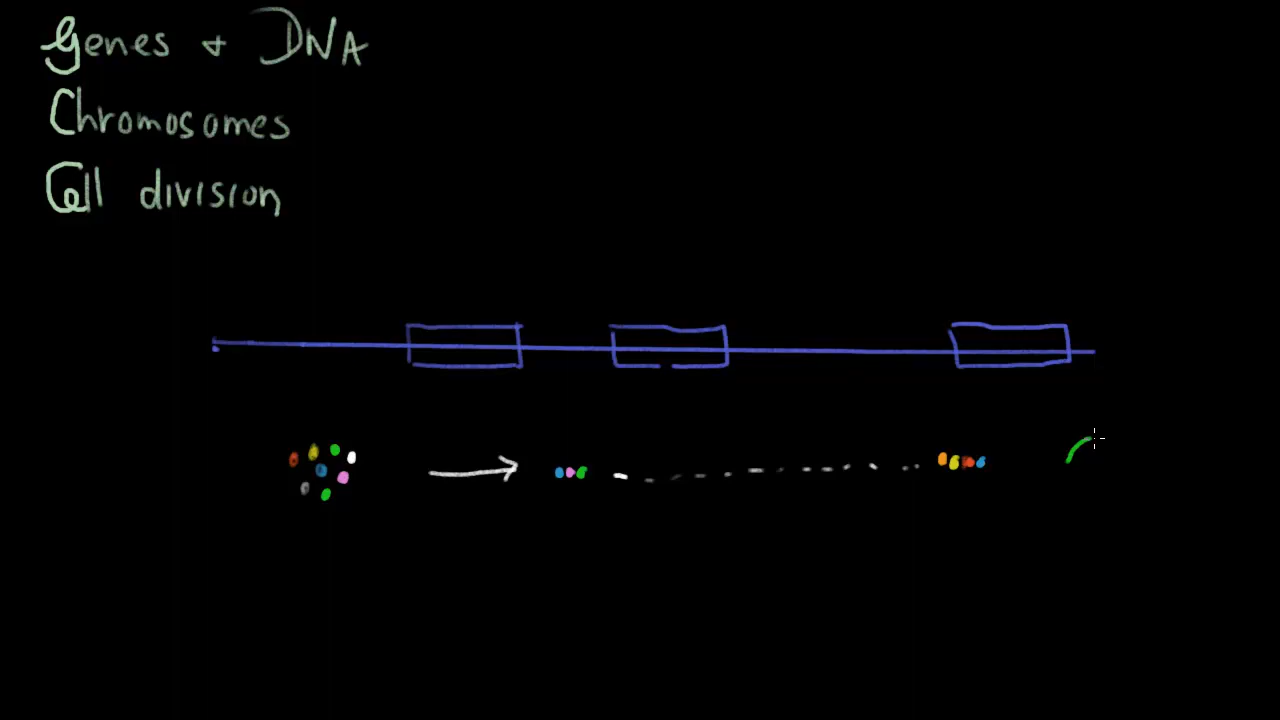 Genes + DNA
Chromosomes
Cell division